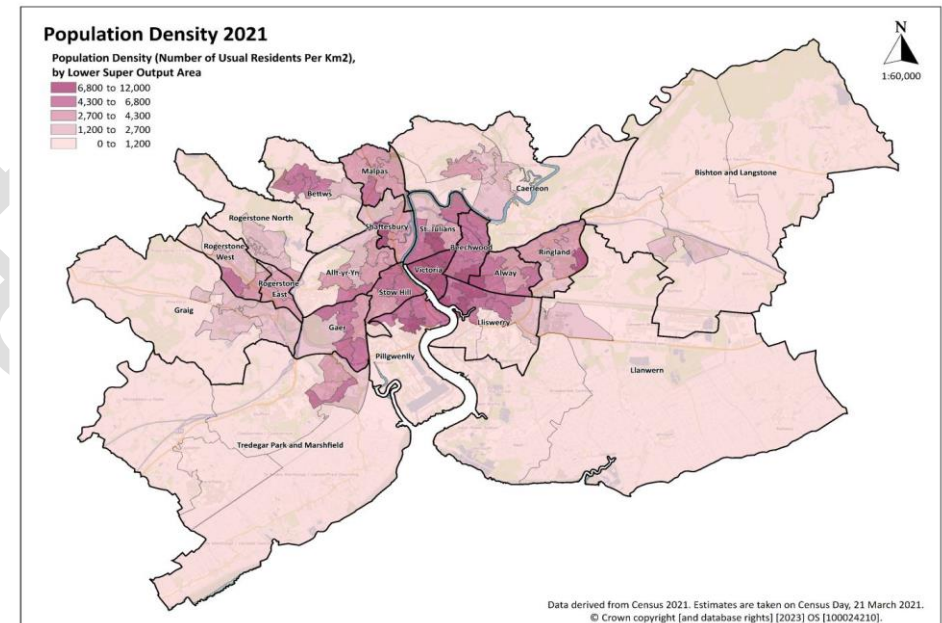 Population Density 2021
Population Density (Number of Usual Residents Per Km2),
by Lower Super Output Area
6,800 to 12,000
4,300 to 6,800
2,700 to 4,300
1,200 to 2,700
0 to 1,200
N
1:60,000
Malpas
Bettws
Caerleon
Bishton and Langstone
Rogerstone North
Shaftesbury
St. Julians
Rogerstone
West
Beechwood
Ringland
Allt-yr-Yn
Victoria
Alway
Rogerstone
East
Stow Hill
Graig
Gaer
Lliswerry
Pillgwenlly
Llanwern
Tredegar Park and Marshfield
Data derived from Census 2021. Estimates are taken on Census Day, 21 March 2021.
© Crown copyright [and database rights] [2023] OS [100024210].